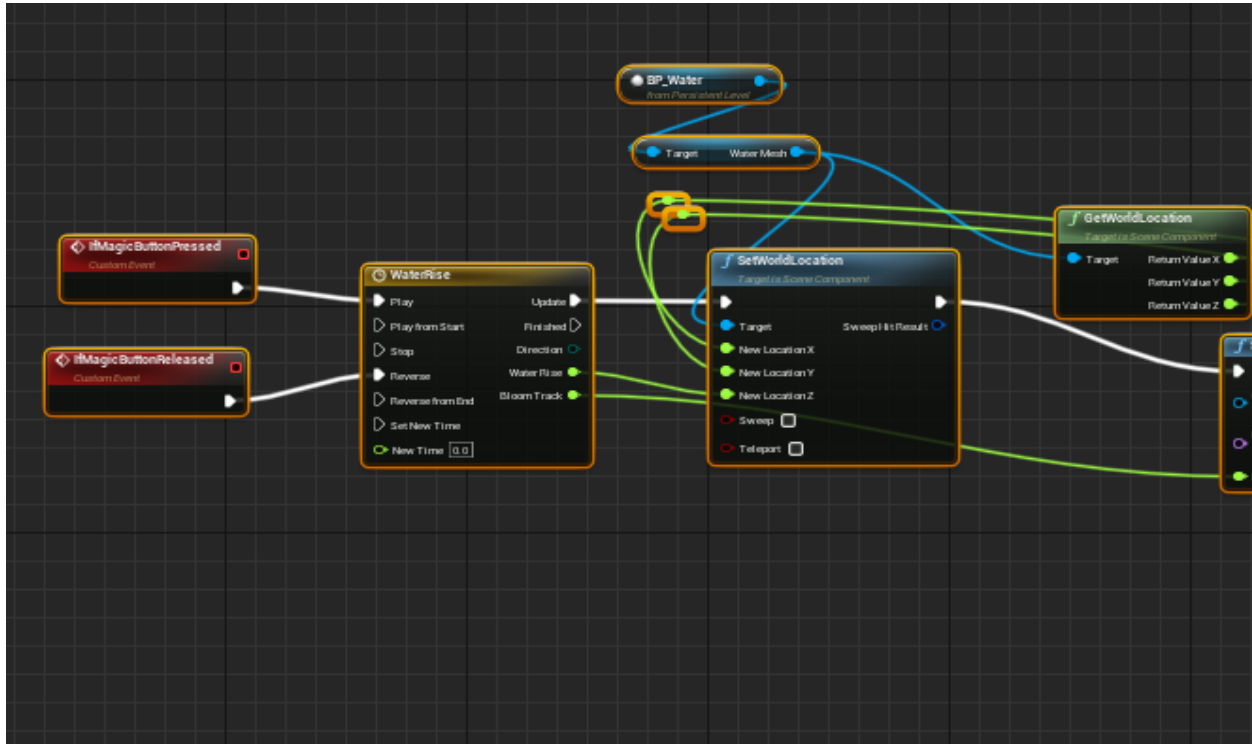 BP_Water
from Persistent Level
Target Water Mesh
GetWorldLocation
Target is Scene Component
Target Return Value X
Return Value Y
Return Value Z
IfMagicButtonPressed
Custom Event
IfMagicButtonReleased
Custom Event
WaterRise
Play Update
Play from Start Finished
Stop Direction
Reverse Water Rise
Reverse from End Bloom Track
Set New Time
New Time 0.0
SetWorldLocation
Target is Scene Component
Target Sweep Hit Result
New Location X
New Location Y
New Location Z
Sweep
Teleport